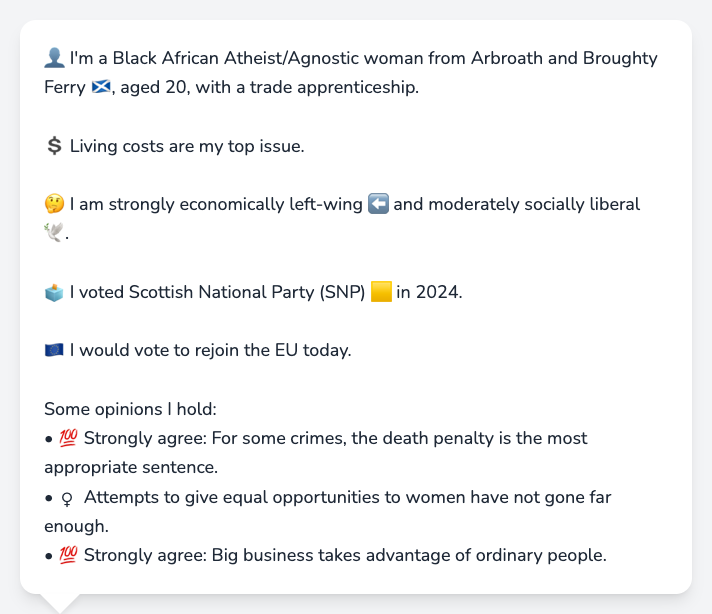 👤 I'm a Black African Atheist/Agnostic woman from Arbroath and Broughty
Ferry 🏴󠁧󠁢󠁳󠁣󠁴󠁿, aged 20, with a trade apprenticeship.
💲 Living costs are my top issue.
🤔 I am strongly economically left-wing ⬅️ and moderately socially liberal
🕊️.
🗳️ I voted Scottish National Party (SNP) 🟨 in 2024.
🇪🇺 I would vote to rejoin the EU today.
Some opinions I hold:
• 💯 Strongly agree: For some crimes, the death penalty is the most
appropriate sentence.
• ♀ Attempts to give equal opportunities to women have not gone far
enough.
• 💯 Strongly agree: Big business takes advantage of ordinary people.